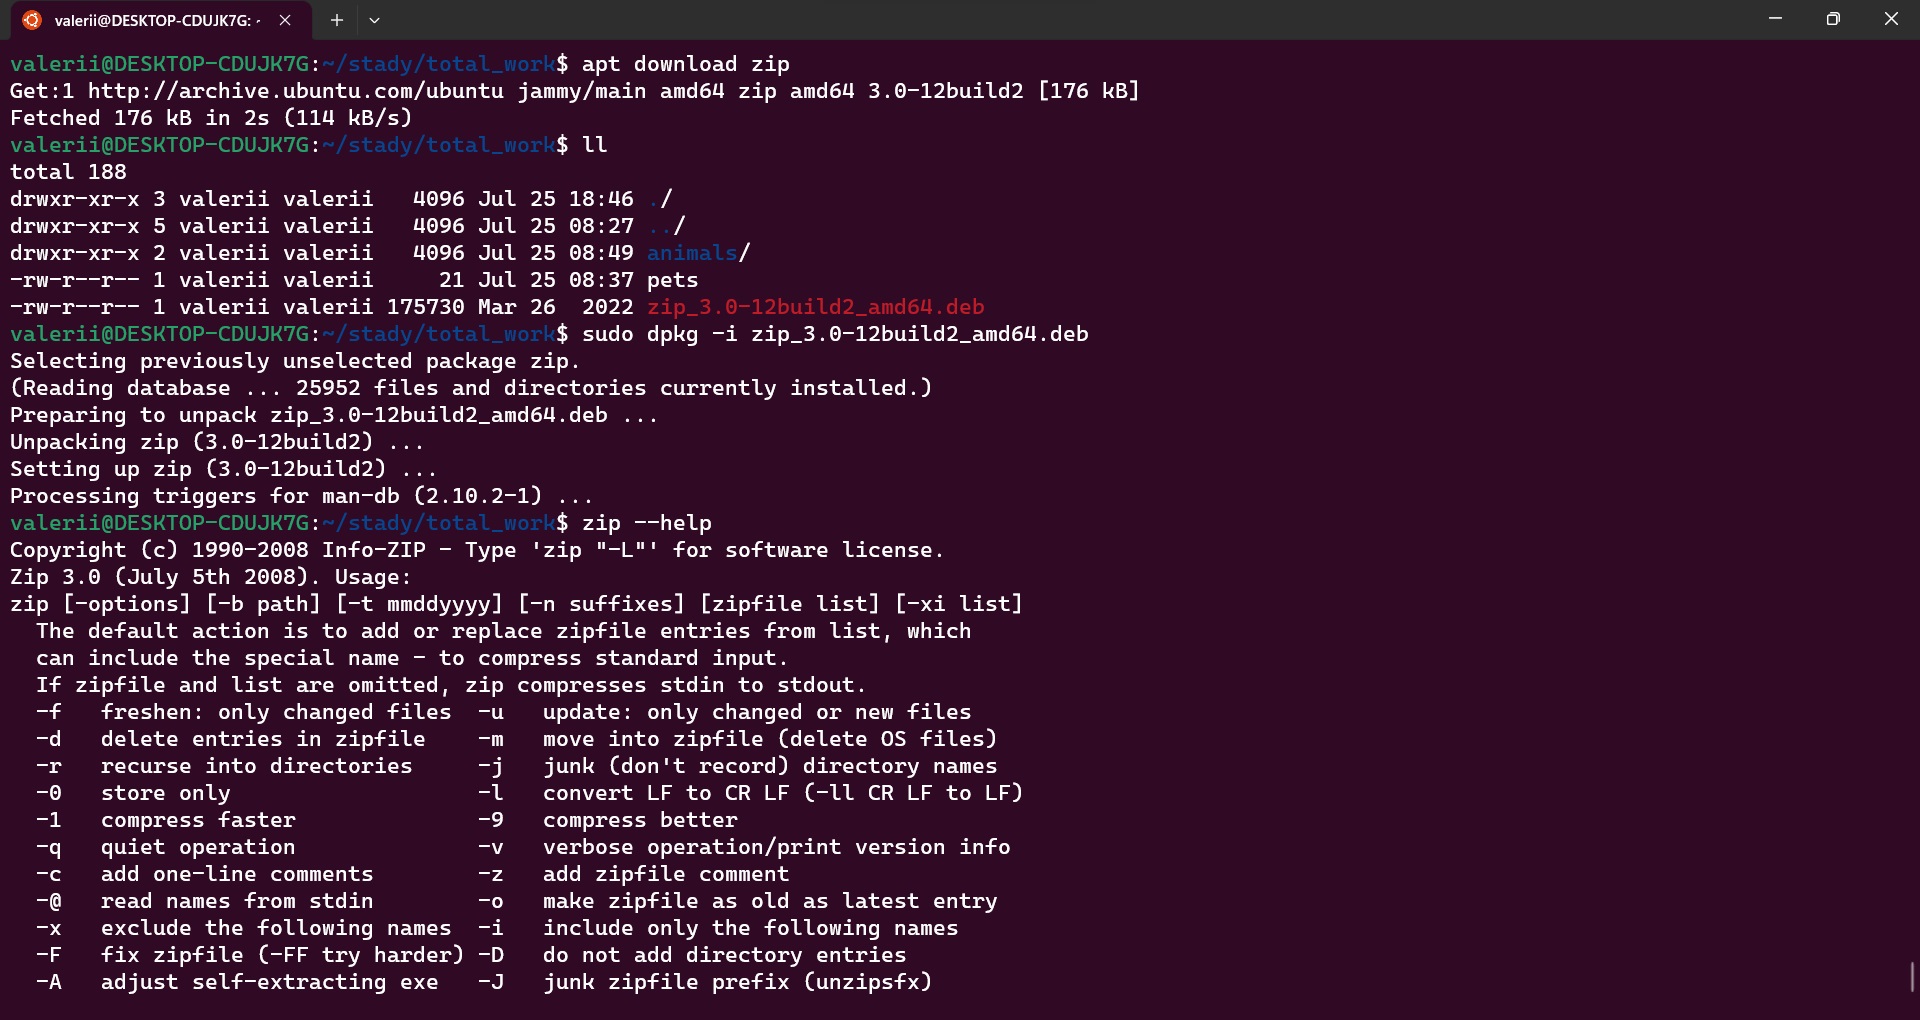 valerii@DESKTOP-CDUJK7G: ~
valerii@DESKTOP-CDUJK7G:~/stady/total_work$ apt download zip
Get:1 http://archive.ubuntu.com/ubuntu jammy/main amd64 zip amd64 3.0-12build2 [176 kB]
Fetched 176 kB in 2s (114 kB/s)
valerii@DESKTOP-CDUJK7G:~/stady/total_work$ ll
total 188
drwxr-xr-x 3 valerii valerii   4096 Jul 25 18:46 ./
drwxr-xr-x 5 valerii valerii   4096 Jul 25 08:27 ../
drwxr-xr-x 2 valerii valerii   4096 Jul 25 08:49 animals/
-rw-r--r-- 1 valerii valerii     21 Jul 25 08:37 pets
-rw-r--r-- 1 valerii valerii 175730 Mar 26  2022 zip_3.0-12build2_amd64.deb
valerii@DESKTOP-CDUJK7G:~/stady/total_work$ sudo dpkg -i zip_3.0-12build2_amd64.deb
Selecting previously unselected package zip.
(Reading database ... 25952 files and directories currently installed.)
Preparing to unpack zip_3.0-12build2_amd64.deb ...
Unpacking zip (3.0-12build2) ...
Setting up zip (3.0-12build2) ...
Processing triggers for man-db (2.10.2-1) ...
valerii@DESKTOP-CDUJK7G:~/stady/total_work$ zip --help
Copyright (c) 1990-2008 Info-ZIP - Type 'zip "-L"' for software license.
Zip 3.0 (July 5th 2008). Usage:
zip [-options] [-b path] [-t mmddyyyy] [-n suffixes] [zipfile list] [-xi list]
  The default action is to add or replace zipfile entries from list, which
  can include the special name - to compress standard input.
  If zipfile and list are omitted, zip compresses stdin to stdout.
  -f   freshen: only changed files  -u   update: only changed or new files
  -d   delete entries in zipfile    -m   move into zipfile (delete OS files)
  -r   recurse into directories     -j   junk (don't record) directory names
  -0   store only                   -l   convert LF to CR LF (-ll CR LF to LF)
  -1   compress faster              -9   compress better
  -q   quiet operation              -v   verbose operation/print version info
  -c   add one-line comments        -z   add zipfile comment
  -@   read names from stdin        -o   make zipfile as old as latest entry
  -x   exclude the following names  -i   include only the following names
  -F   fix zipfile (-FF try harder) -D   do not add directory entries
  -A   adjust self-extracting exe   -J   junk zipfile prefix (unzipsfx)